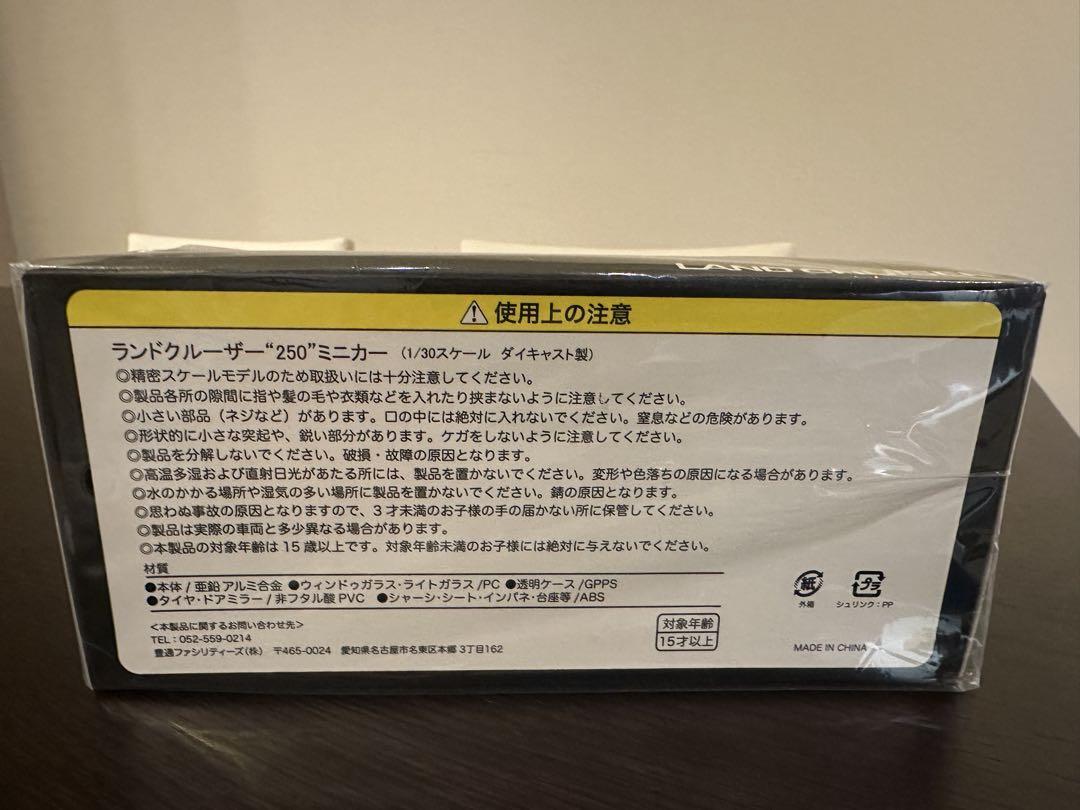 LAND CRUISER
⚠使用上の注意
ランドクルーザー“250”ミニカー (1/30スケール ダイキャスト製)
◎精密スケールモデルのため取扱いには十分注意してください。
◎製品各所の隙間に指や髪の毛や衣類などを入れたり挟まないように注意してください。
◎小さい部品（ネジなど）があります。口の中には絶対に入れないでください。窒息などの危険があります。
◎形状的に小さな突起や、鋭い部分があります。ケガをしないように注意してください。
◎製品を分解しないでください。破損・故障の原因となります。
◎高温多湿および直射日光があたる所には、製品を置かないでください。変形や色落ちの原因になる場合があります。
◎水のかかる場所や湿気の多い場所に製品を置かないでください。錆の原因となります。
◎思わぬ事故の原因となりますので、3才未満のお子様の手の届かない所に保管してください。
◎製品は実際の車両と多少異なる場合があります。
◎本製品の対象年齢は15歳以上です。対象年齢未満のお子様には絶対に与えないでください。
材質
●本体/亜鉛アルミ合金 ●ウィンドゥガラス・ライトガラス/PC ●透明ケース/GPPS
●タイヤ・ドアミラー/非フタル酸PVC ●シャーシ・シート・インパネ・台座等/ABS
<本製品に関するお問い合わせ先>
TEL：052-559-0214
豊通ファシリティーズ(株) 〒465-0024 愛知県名古屋市名東区本郷3丁目162
対象年齢
15才以上
紙
外箱
プラ
シュリンク：PP
MADE IN CHINA